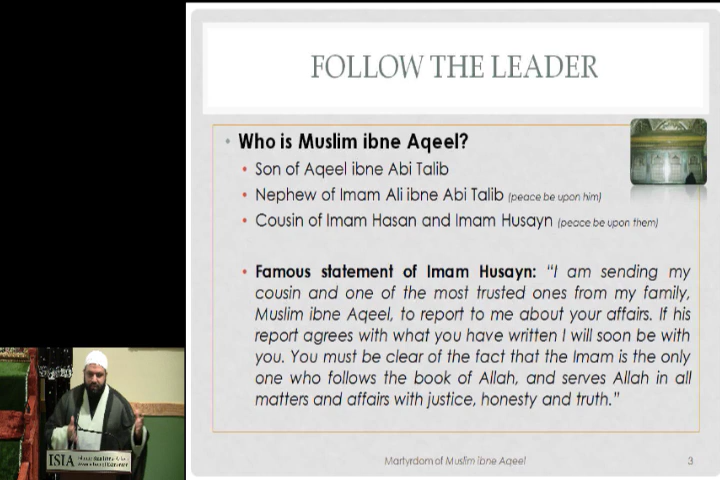 FOLLOW THE LEADER
Who is Muslim ibne Aqeel?
Son of Aqeel ibne Abi Talib
Nephew of Imam Ali ibne Abi Talib (peace be upon him)
Cousin of Imam Hasan and Imam Husayn (peace be upon them)
Famous statement of Imam Husayn: “I am sending my
cousin and one of the most trusted ones from my family,
Muslim ibne Aqeel, to report to me about your affairs. If his
report agrees with what you have written I will soon be with
you. You must be clear of the fact that the Imam is the only
one who follows the book of Allah, and serves Allah in all
matters and affairs with justice, honesty and truth.”
Martyrdom of Muslim ibne Aqeel
3
ISIA